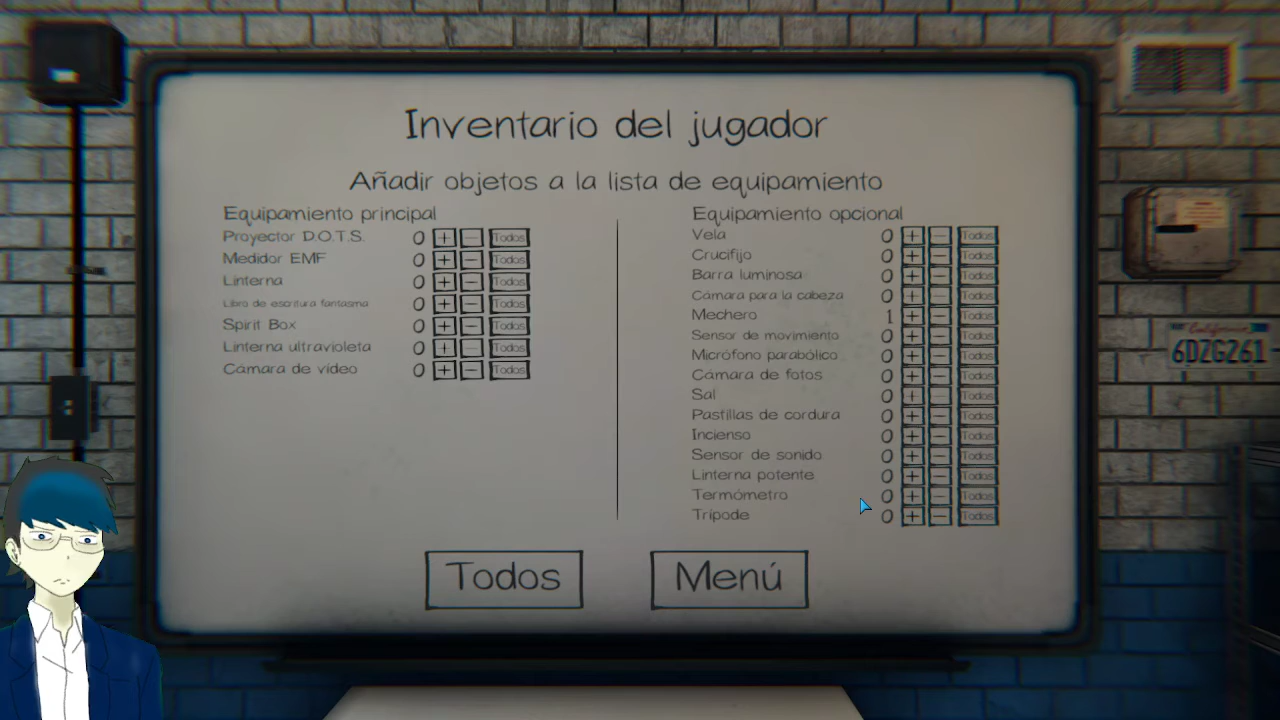 Inventario del jugador
Añadir objetos a la lista de equipamiento
Equipamiento principal
Proyector D.O.T.S. 0 + - Todos
Medidor EMF 0 + - Todos
Linterna 0 + - Todos
Libro de escritura fantasma 0 + - Todos
Spirit Box 0 + - Todos
Linterna ultravioleta 0 + - Todos
Cámara de vídeo 0 + - Todos
Equipamiento opcional
Vela 0 + - Todos
Crucifijo 0 + - Todos
Barra luminosa 0 + - Todos
Cámara para la cabeza 0 + - Todos
Mechero 1 + - Todos
Sensor de movimiento 0 + - Todos
Micrófono parabólico 0 + - Todos
Cámara de fotos 0 + - Todos
Sal 0 + - Todos
Pastillas de cordura 0 + - Todos
Incienso 0 + - Todos
Sensor de sonido 0 + - Todos
Linterna potente 0 + - Todos
Termómetro 0 + - Todos
Trípode 0 + - Todos
Todos
Menú
California
6DZG261